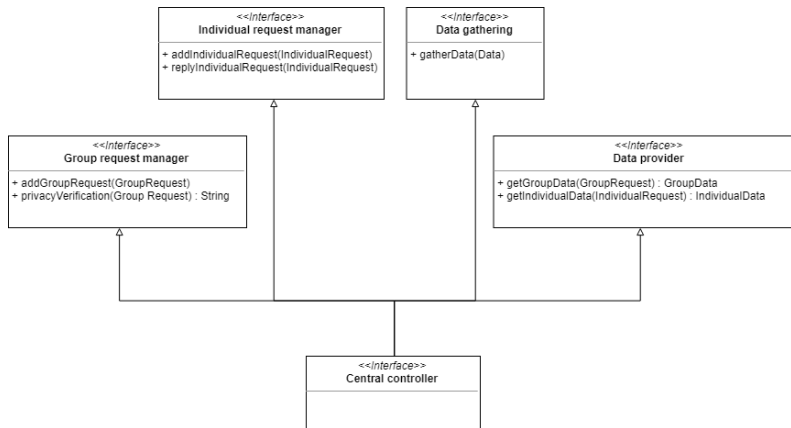 <<Interface>>
Individual request manager
+ addIndividualRequest(IndividualRequest)
+ replyIndividualRequest(IndividualRequest)
<<Interface>>
Data gathering
+ gatherData(Data)
<<Interface>>
Group request manager
+ addGroupRequest(GroupRequest)
+ privacyVerification(Group Request) : String
<<Interface>>
Data provider
+ getGroupData(GroupRequest) : GroupData
+ getIndividualData(IndividualRequest) : IndividualData
<<Interface>>
Central controller